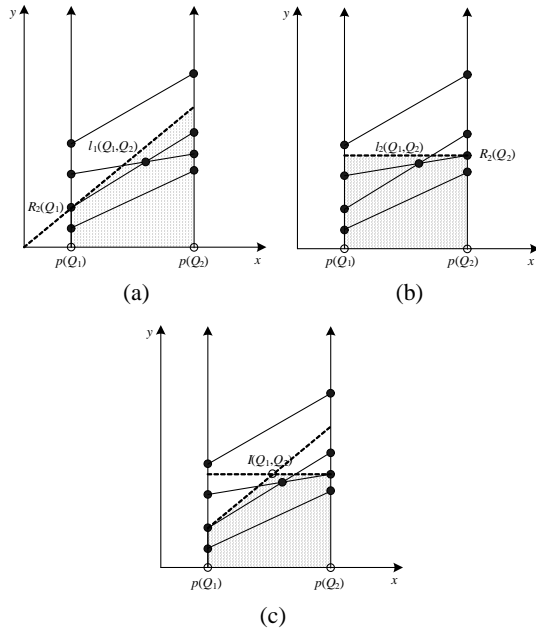 y
l₁(Q₁,Q₂)
R₂(Q₁)
p(Q₁)
p(Q₂)
x
(a)
y
l₂(Q₁,Q₂)
R₂(Q₂)
p(Q₁)
p(Q₂)
x
(b)
y
I(Q₁,Q₂)
p(Q₁)
p(Q₂)
x
(c)